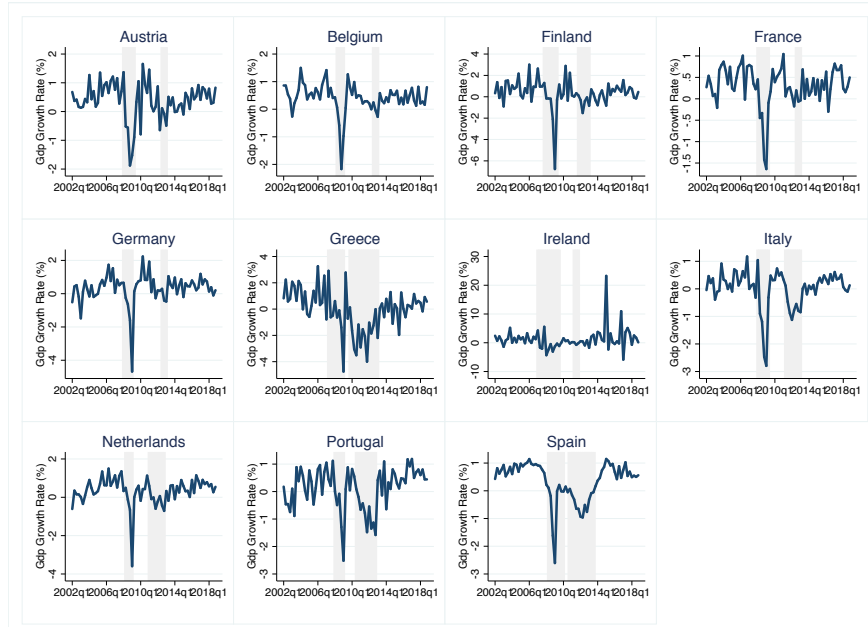 Austria
Gdp Growth Rate (%)
2
1
0
-1
-2
2002q1 2006q1 2010q1 2014q1 2018q1
Belgium
Gdp Growth Rate (%)
2
1
0
-1
-2
2002q1 2006q1 2010q1 2014q1 2018q1
Finland
Gdp Growth Rate (%)
4
2
0
-2
-4
-6
2002q1 2006q1 2010q1 2014q1 2018q1
France
Gdp Growth Rate (%)
1
.5
0
-.5
-1
-1.5
2002q1 2006q1 2010q1 2014q1 2018q1
Germany
Gdp Growth Rate (%)
2
0
-2
-4
2002q1 2006q1 2010q1 2014q1 2018q1
Greece
Gdp Growth Rate (%)
4
2
0
-2
-4
2002q1 2006q1 2010q1 2014q1 2018q1
Ireland
Gdp Growth Rate (%)
30
20
10
0
-10
2002q1 2006q1 2010q1 2014q1 2018q1
Italy
Gdp Growth Rate (%)
1
0
-1
-2
-3
2002q1 2006q1 2010q1 2014q1 2018q1
Netherlands
Gdp Growth Rate (%)
2
0
-2
-4
2002q1 2006q1 2010q1 2014q1 2018q1
Portugal
Gdp Growth Rate (%)
1
0
-1
-2
-3
2002q1 2006q1 2010q1 2014q1 2018q1
Spain
Gdp Growth Rate (%)
1
0
-1
-2
-3
2002q1 2006q1 2010q1 2014q1 2018q1